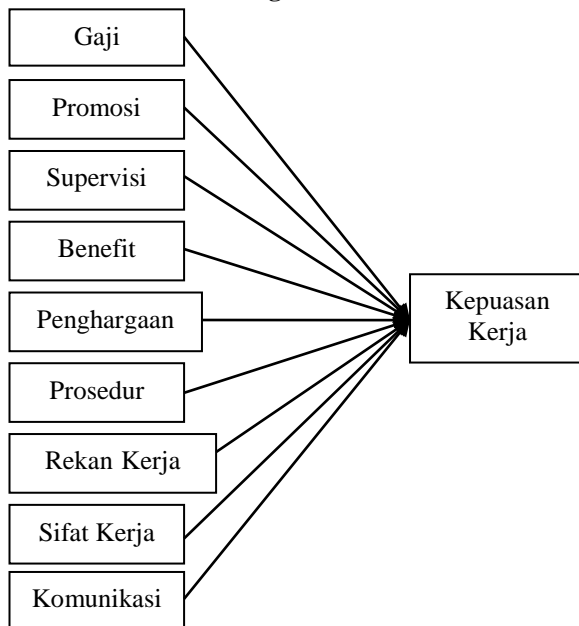 Gaji
Promosi
Supervisi
Benefit
Penghargaan
Prosedur
Rekan Kerja
Sifat Kerja
Komunikasi
Kepuasan
Kerja